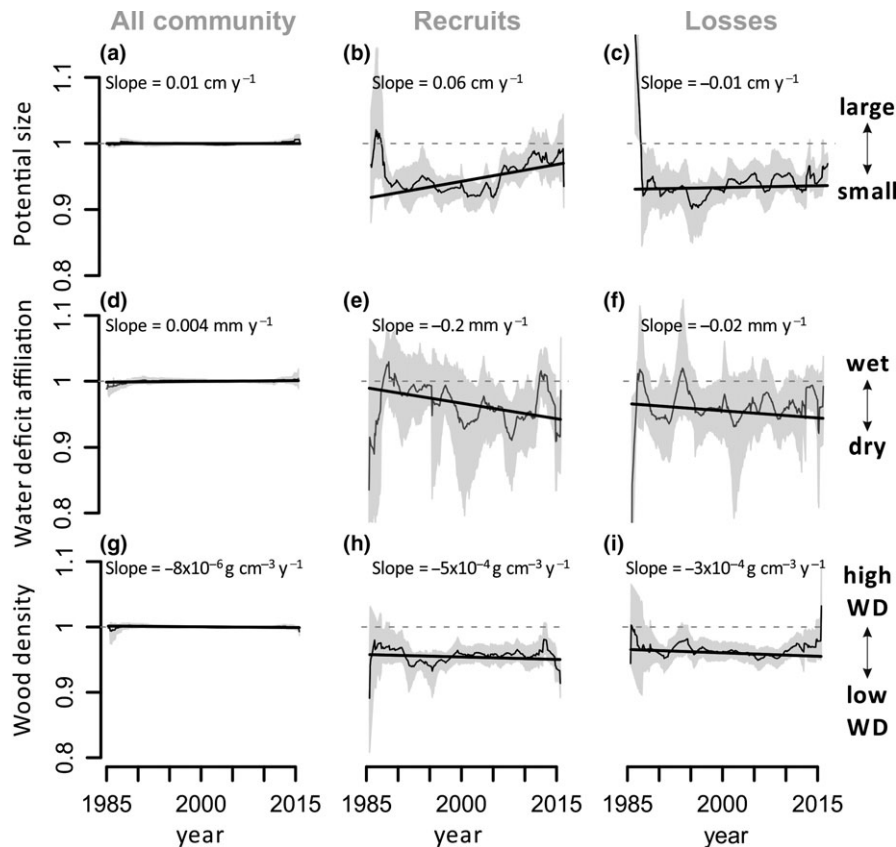 All community Recruits Losses
(a) (b) (c)
Slope = 0.01 cm y⁻¹ Slope = 0.06 cm y⁻¹ Slope = –0.01 cm y⁻¹
Potential size
1.1
1
0.9
0.8
large
small
(d) (e) (f)
Slope = 0.004 mm y⁻¹ Slope = –0.2 mm y⁻¹ Slope = –0.02 mm y⁻¹
Water deficit affiliation
1.1
1
0.9
0.8
wet
dry
(g) (h) (i)
Slope = –8x10⁻⁶ g cm⁻³ y⁻¹ Slope = –5x10⁻⁴ g cm⁻³ y⁻¹ Slope = –3x10⁻⁴ g cm⁻³ y⁻¹
Wood density
1.1
1
0.9
0.8
high
WD
low
WD
1985 2000 2015 1985 2000 2015 1985 2000 2015
year year year